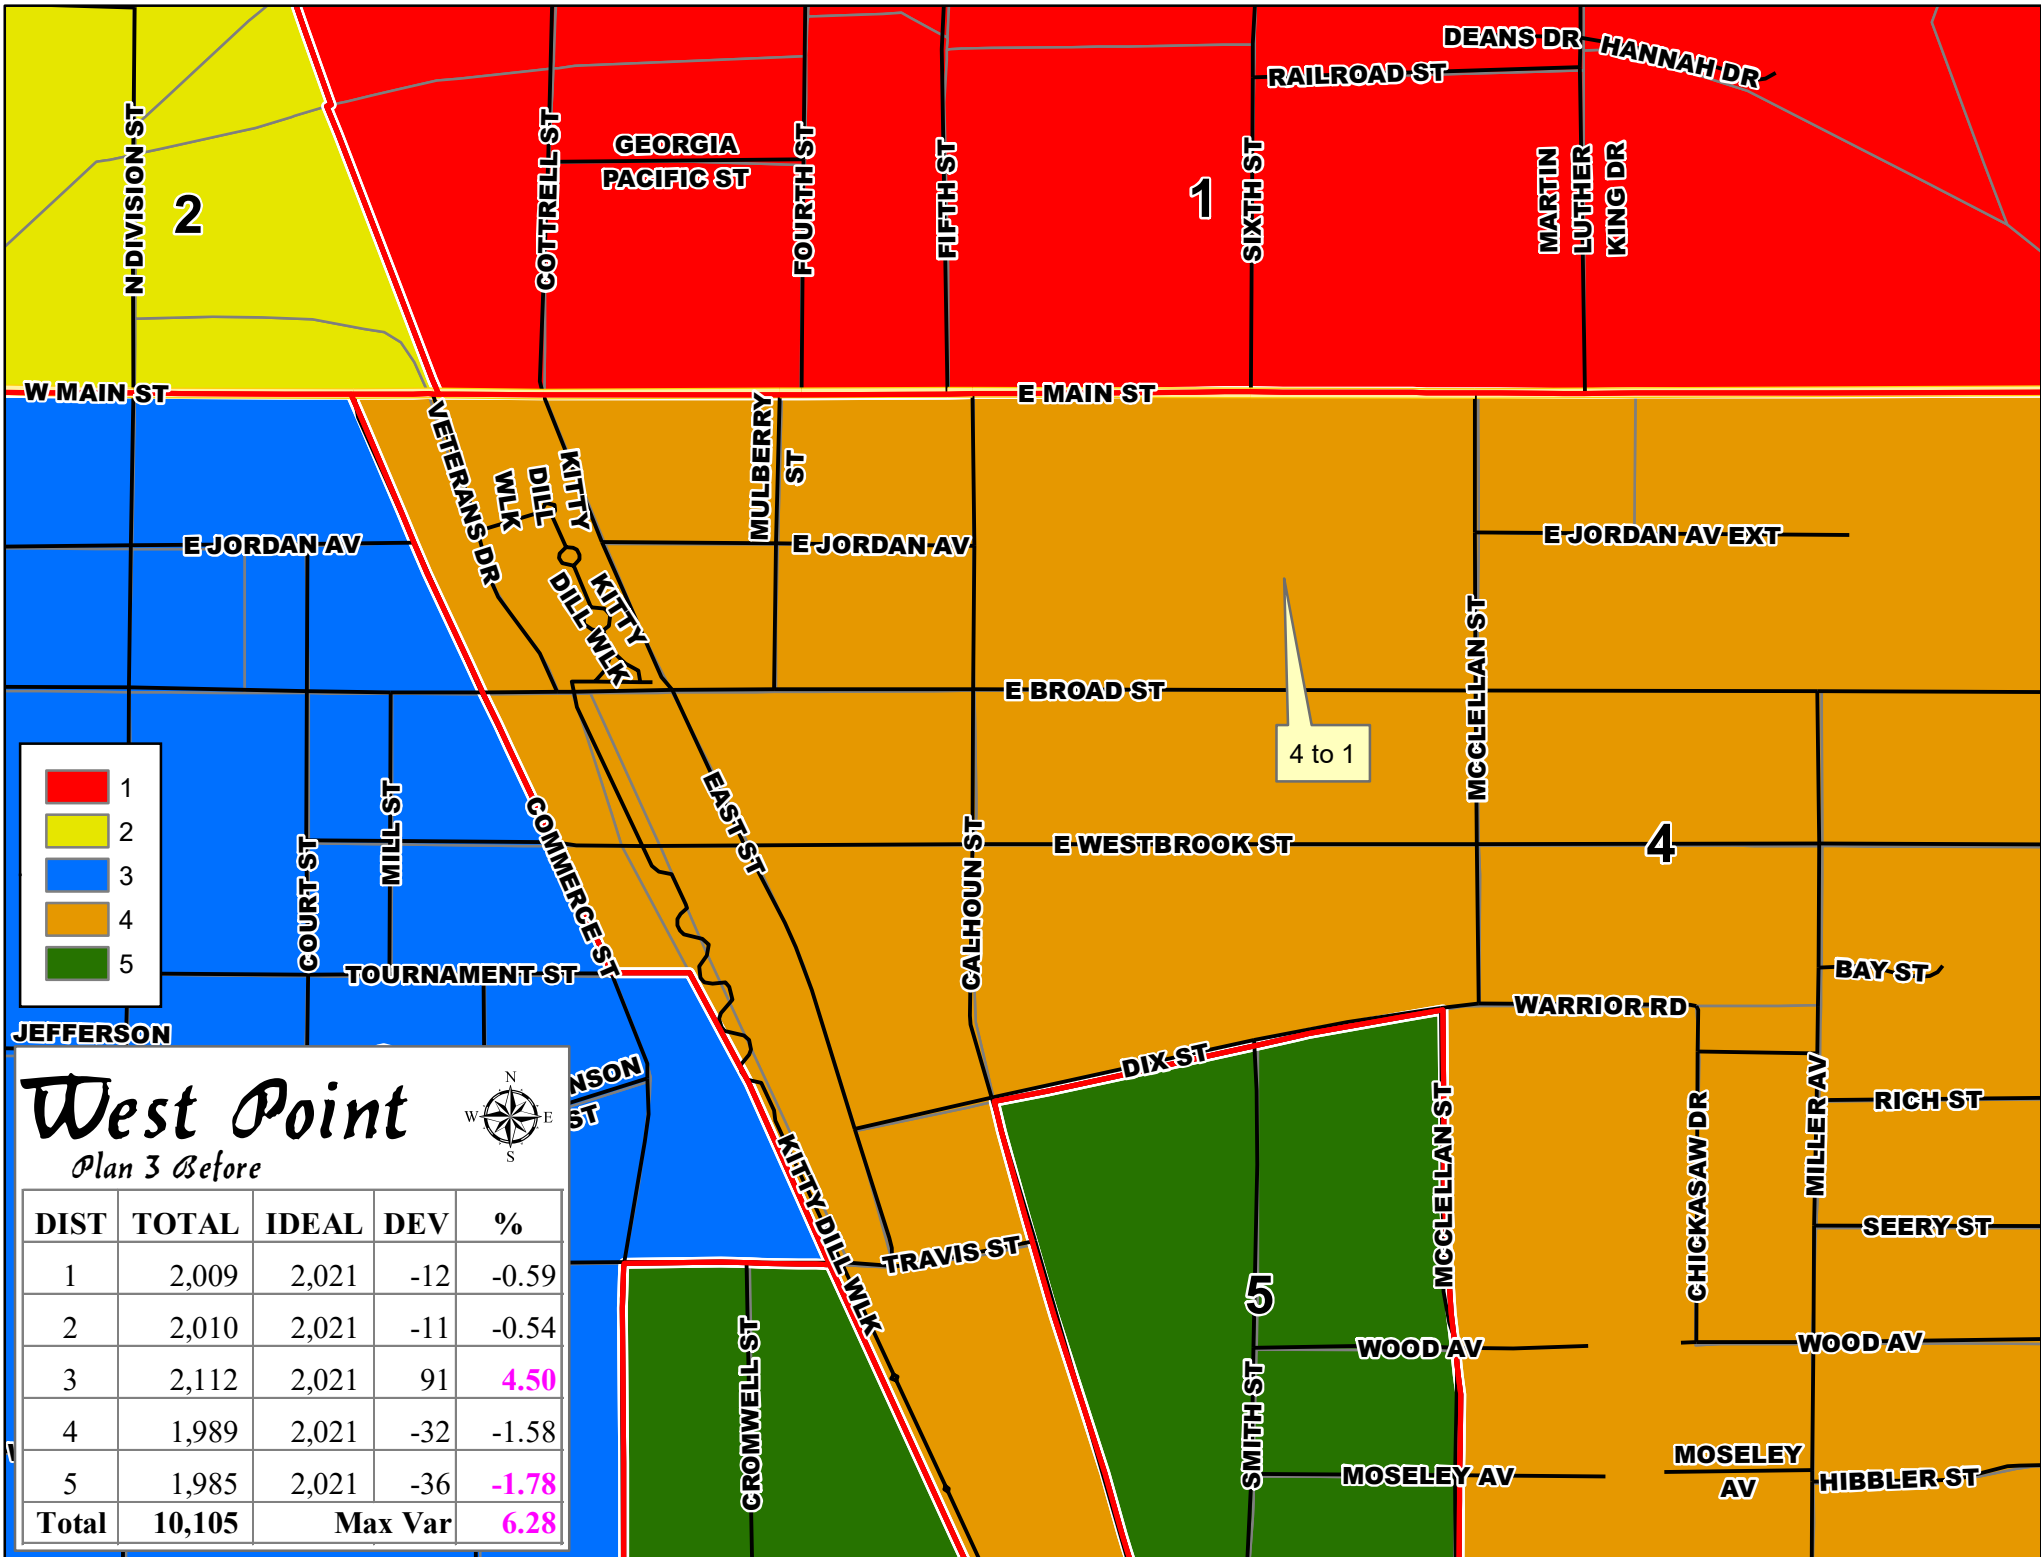 DEANS DR
HANNAH DR
RAILROAD ST
N DIVISION ST
COTTRELL ST
GEORGIA
PACIFIC ST
FOURTH ST
FIFTH ST
SIXTH ST
MARTIN
LUTHER
KING DR
2
1
W MAIN ST
E MAIN ST
VETERANS DR
KITTY
DILL
WLK
MULBERRY
ST
E JORDAN AV
E JORDAN AV
E JORDAN AV EXT
KITTY
DILL WLK
MCCLELLAN ST
E BROAD ST
4 to 1
1
2
3
4
5
MILL ST
COURT ST
COMMERCE ST
EAST ST
CALHOUN ST
E WESTBROOK ST
4
TOURNAMENT ST
BAY ST
WARRIOR RD
JEFFERSON
NSON
ST
DIX ST
MCCLELLAN ST
CHICKASAW DR
MILLER AV
RICH ST
SEERY ST
KITTY DILL WLK
TRAVIS ST
5
CROMWELL ST
SMITH ST
WOOD AV
WOOD AV
MOSELEY AV
MOSELEY
AV
HIBBLER ST
West Point
N
W E
S
Plan 3 Before
DIST TOTAL IDEAL DEV %
1 2,009 2,021 -12 -0.59
2 2,010 2,021 -11 -0.54
3 2,112 2,021 91 4.50
4 1,989 2,021 -32 -1.58
5 1,985 2,021 -36 -1.78
Total 10,105 Max Var 6.28